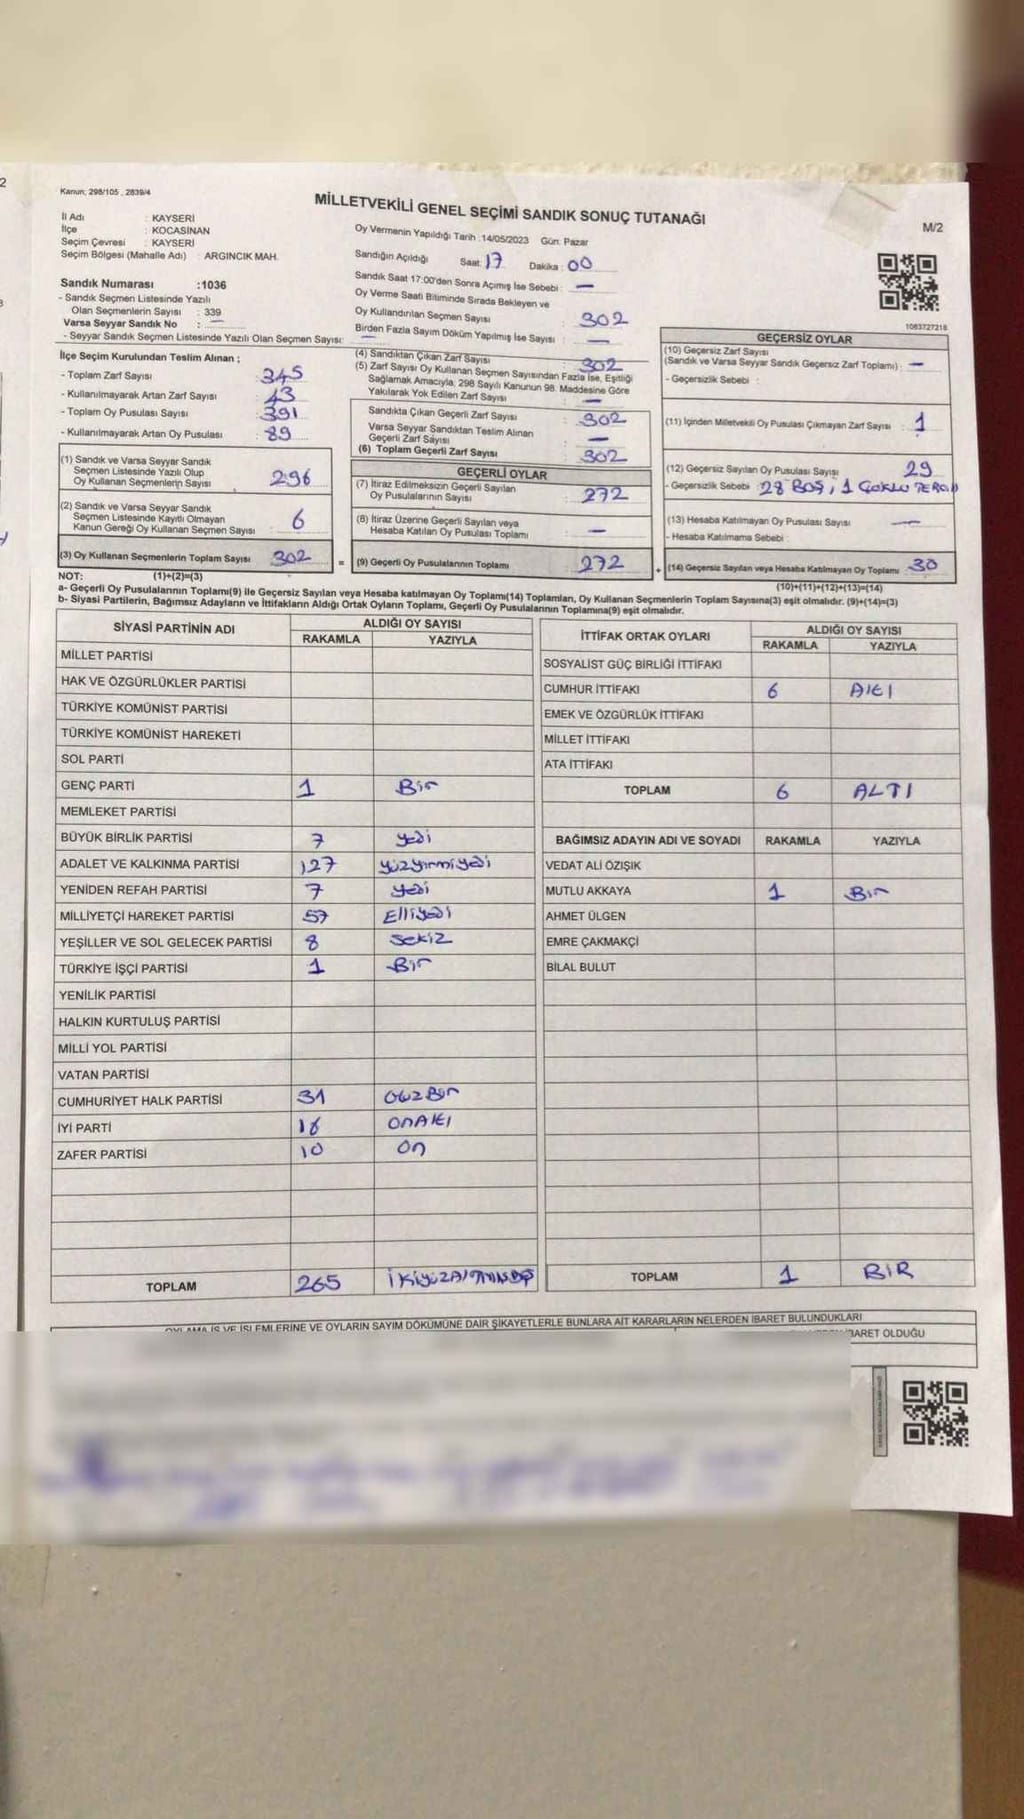 Kanun; 298/105 , 2839/4
MİLLETVEKİLİ GENEL SEÇİMİ SANDIK SONUÇ TUTANAĞI
M/2
İl Adı : KAYSERİ
İlçe : KOCASİNAN
Seçim Çevresi : KAYSERİ
Seçim Bölgesi (Mahalle Adı) : ARGINCIK MAH.
Sandık Numarası :1036
- Sandık Seçmen Listesinde Yazılı
Olan Seçmenlerin Sayısı : 339
Varsa Seyyar Sandık No : —
- Seyyar Sandık Seçmen Listesinde Yazılı Olan Seçmen Sayısı: —
Oy Vermenin Yapıldığı Tarih :14/05/2023 Gün: Pazar
Sandığın Açıldığı Saat: 17 Dakika : 00
Sandık Saat 17:00'den Sonra Açımış İse Sebebi : —
Oy Verme Saati Bitiminde Sırada Bekleyen ve
Oy Kullandırılan Seçmen Sayısı : 302
Birden Fazla Sayım Döküm Yapılmış İse Sayısı : —
1083727218
İlçe Seçim Kurulundan Teslim Alınan ;
- Toplam Zarf Sayısı : 345
- Kullanılmayarak Artan Zarf Sayısı : 43
- Toplam Oy Pusulası Sayısı : 391
- Kullanılmayarak Artan Oy Pusulası : 89
(1) Sandık ve Varsa Seyyar Sandık
Seçmen Listesinde Yazılı Olup
Oy Kullanan Seçmenlerin Sayısı 296
(2) Sandık ve Varsa Seyyar Sandık
Seçmen Listesinde Kayıtlı Olmayan
Kanun Gereği Oy Kullanan Seçmen Sayısı 6
(3) Oy Kullanan Seçmenlerin Toplam Sayısı 302 =
(4) Sandıktan Çıkan Zarf Sayısı : 302
(5) Zarf Sayısı Oy Kullanan Seçmen Sayısından Fazla İse, Eşitliği
Sağlamak Amacıyla, 298 Sayılı Kanunun 98. Maddesine Göre
Yakılarak Yok Edilen Zarf Sayısı : —
Sandıkta Çıkan Geçerli Zarf Sayısı : 302
Varsa Seyyar Sandıktan Teslim Alınan
Geçerli Zarf Sayısı : —
(6) Toplam Geçerli Zarf Sayısı 302
GEÇERLİ OYLAR
(7) İtiraz Edilmeksizin Geçerli Sayılan
Oy Pusulalarının Sayısı : 272
(8) İtiraz Üzerine Geçerli Sayılan veya
Hesaba Katılan Oy Pusulası Toplamı : —
(9) Geçerli Oy Pusulalarının Toplamı : 272 +
GEÇERSİZ OYLAR
(10) Geçersiz Zarf Sayısı
(Sandık ve Varsa Seyyar Sandık Geçersiz Zarf Toplamı) : —
- Geçersizlik Sebebi :
(11) İçinden Milletvekili Oy Pusulası Çıkmayan Zarf Sayısı : 1
(12) Geçersiz Sayılan Oy Pusulası Sayısı 29
- Geçersizlik Sebebi 28 BOŞ, 1 ÇOKLU TERCİH
(13) Hesaba Katılmayan Oy Pusulası Sayısı : —
- Hesaba Katılmama Sebebi :
(14) Geçersiz Sayılan veya Hesaba Katılmayan Oy Toplamı : 30
NOT: (1)+(2)=(3) (10)+(11)+(12)+(13)=(14)
a- Geçerli Oy Pusulalarının Toplamı(9) ile Geçersiz Sayılan veya Hesaba katılmayan Oy Toplamı(14) Toplamları, Oy Kullanan Seçmenlerin Toplam Sayısına(3) eşit olmalıdır. (9)+(14)=(3)
b- Siyasi Partilerin, Bağımsız Adayların ve İttifakların Aldığı Ortak Oyların Toplamı, Geçerli Oy Pusulalarının Toplamına(9) eşit olmalıdır.
SİYASİ PARTİNİN ADI ALDIĞI OY SAYISI
RAKAMLA YAZIYLA
MİLLET PARTİSİ
HAK VE ÖZGÜRLÜKLER PARTİSİ
TÜRKİYE KOMÜNİST PARTİSİ
TÜRKİYE KOMÜNİST HAREKETİ
SOL PARTİ
GENÇ PARTİ 1 Bir
MEMLEKET PARTİSİ
BÜYÜK BİRLİK PARTİSİ 7 yedi
ADALET VE KALKINMA PARTİSİ 127 yüzyirmiyedi
YENİDEN REFAH PARTİSİ 7 yedi
MİLLİYETÇİ HAREKET PARTİSİ 57 Elliyedi
YEŞİLLER VE SOL GELECEK PARTİSİ 8 Sekiz
TÜRKİYE İŞÇİ PARTİSİ 1 Bir
YENİLİK PARTİSİ
HALKIN KURTULUŞ PARTİSİ
MİLLİ YOL PARTİSİ
VATAN PARTİSİ
CUMHURİYET HALK PARTİSİ 31 OtuzBir
İYİ PARTİ 16 onAltı
ZAFER PARTİSİ 10 On
TOPLAM 265 İkiyüzAltmışBeş
İTTİFAK ORTAK OYLARI ALDIĞI OY SAYISI
RAKAMLA YAZIYLA
SOSYALİST GÜÇ BİRLİĞİ İTTİFAKI
CUMHUR İTTİFAKI 6 Altı
EMEK VE ÖZGÜRLÜK İTTİFAKI
MİLLET İTTİFAKI
ATA İTTİFAKI
TOPLAM 6 ALTI
BAĞIMSIZ ADAYIN ADI VE SOYADI RAKAMLA YAZIYLA
VEDAT ALİ ÖZIŞIK
MUTLU AKKAYA 1 Bir
AHMET ÜLGEN
EMRE ÇAKMAKÇİ
BİLAL BULUT
TOPLAM 1 BİR
OYLAMA İŞ VE İŞLEMLERİNE VE OYLARIN SAYIM DÖKÜMÜNE DAİR ŞİKAYETLERLE BUNLARA AİT KARARLARIN NELERDEN İBARET BULUNDUKLARI
İBARET OLDUĞU